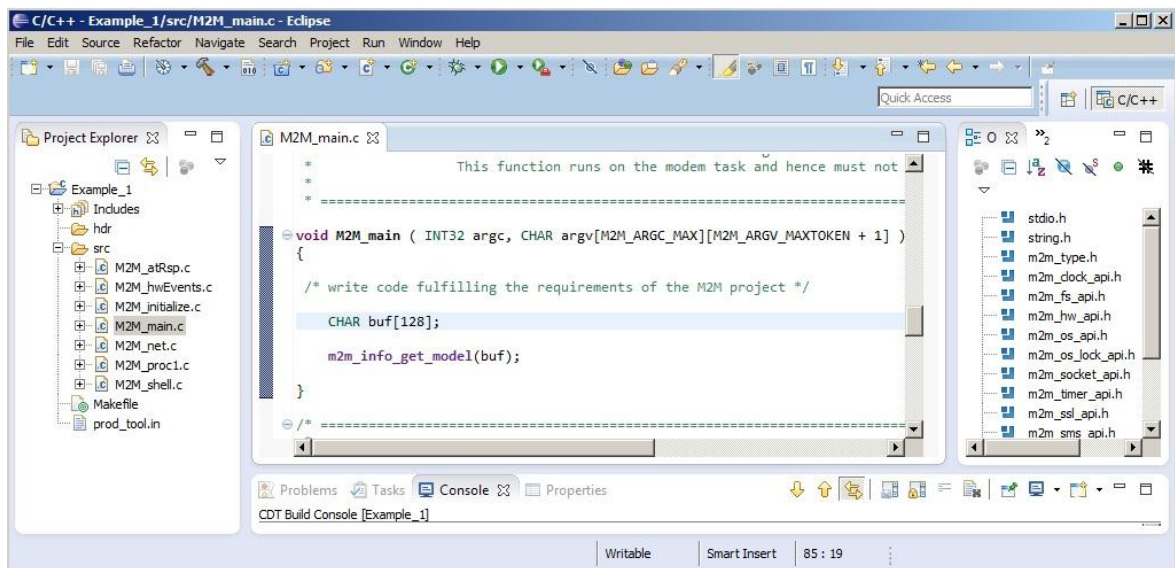 C/C++ - Example_1/src/M2M_main.c - Eclipse
File Edit Source Refactor Navigate Search Project Run Window Help
Quick Access
C/C++
Project Explorer
Example_1
Includes
hdr
src
M2M_atRsp.c
M2M_hwEvents.c
M2M_initialize.c
M2M_main.c
M2M_net.c
M2M_proc1.c
M2M_shell.c
Makefile
prod_tool.in
M2M_main.c
* This function runs on the modem task and hence must not
*
* =============================================================================
void M2M_main ( INT32 argc, CHAR argv[M2M_ARGC_MAX][M2M_ARGV_MAXTOKEN + 1] )
{
/* write code fulfilling the requirements of the M2M project */
CHAR buf[128];
m2m_info_get_model(buf);
}
/* =============================================================================
O
2
stdio.h
string.h
m2m_type.h
m2m_clock_api.h
m2m_fs_api.h
m2m_hw_api.h
m2m_os_api.h
m2m_os_lock_api.h
m2m_socket_api.h
m2m_timer_api.h
m2m_ssl_api.h
m2m_sms_api.h
Problems Tasks Console Properties
CDT Build Console [Example_1]
Writable Smart Insert 85 : 19